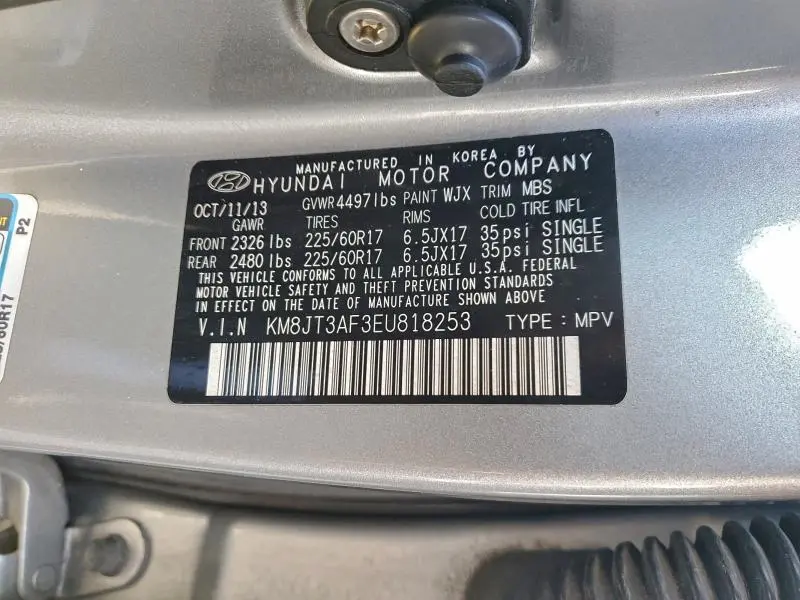 MANUFACTURED IN KOREA BY
HYUNDAI MOTOR COMPANY
OCT/11/13 GVWR 4497lbs PAINT WJX TRIM MBS
GAWR TIRES RIMS COLD TIRE INFL
FRONT 2326 lbs 225/60R17 6.5JX17 35psi SINGLE
REAR 2480 lbs 225/60R17 6.5JX17 35psi SINGLE
THIS VEHICLE CONFORMS TO ALL APPLICABLE U.S.A. FEDERAL
MOTOR VEHICLE SAFETY AND THEFT PREVENTION STANDARDS
IN EFFECT ON THE DATE OF MANUFACTURE SHOWN ABOVE
V.I.N KM8JT3AF3EU818253 TYPE : MPV
P2